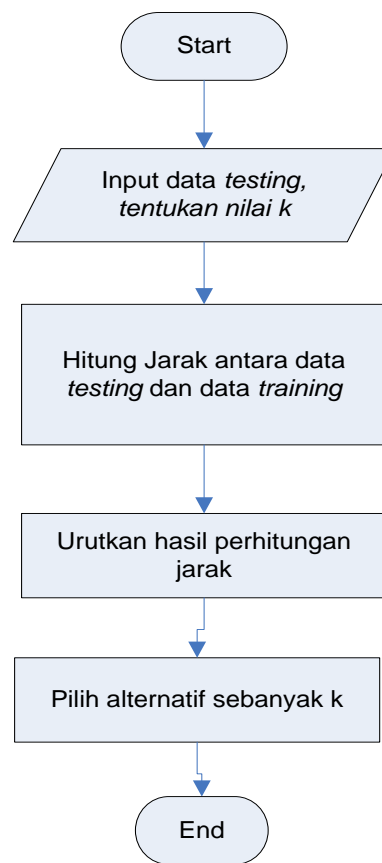 Start
Input data testing,
tentukan nilai k
Hitung Jarak antara data
testing dan data training
Urutkan hasil perhitungan
jarak
Pilih alternatif sebanyak k
End